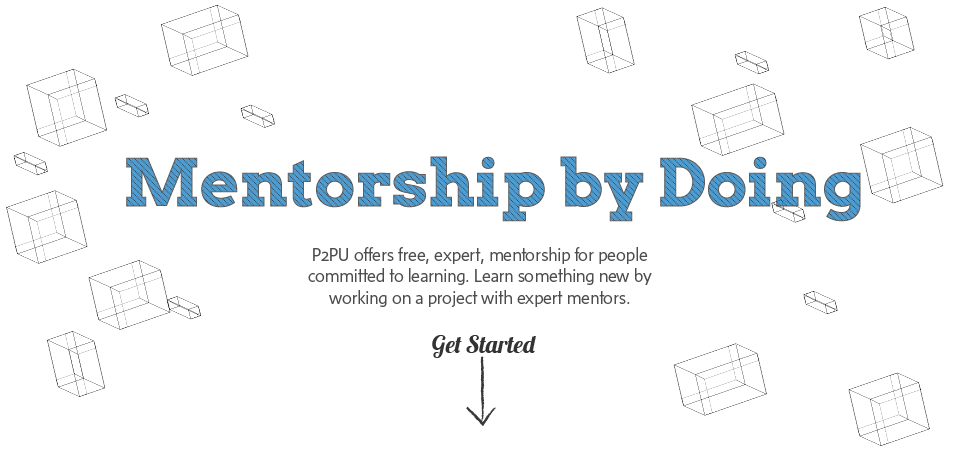 Mentorship by Doing
P2PU offers free, expert, mentorship for people
committed to learning. Learn something new by
working on a project with expert mentors.
Get Started